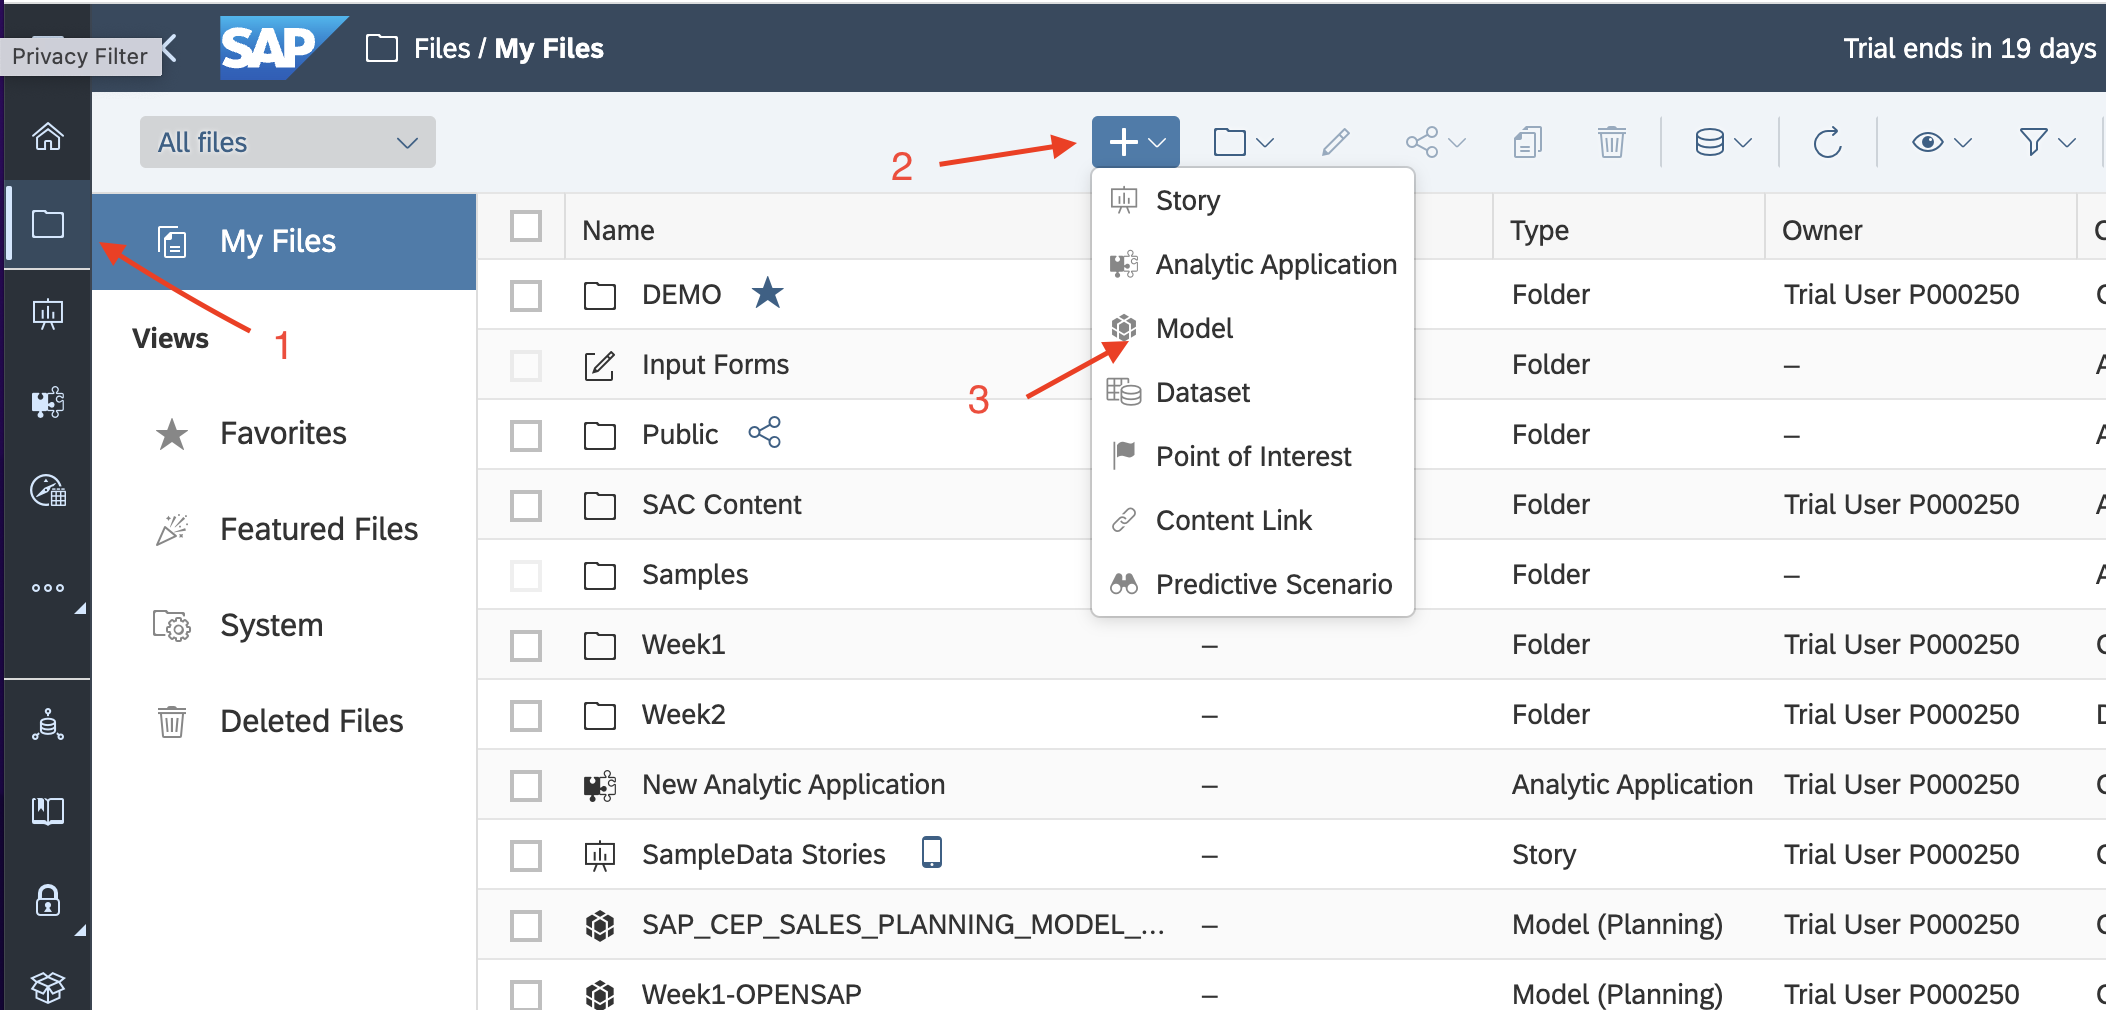 Privacy Filter
SAP
Files / My Files
Trial ends in 19 days
All files
2
My Files
1
Views
Favorites
Featured Files
System
Deleted Files
Story
Analytic Application
Model
3
Dataset
Point of Interest
Content Link
Predictive Scenario
Name Type Owner
DEMO Folder Trial User P000250
Input Forms Folder –
Public Folder –
SAC Content Folder Trial User P000250
Samples Folder –
Week1 – Folder Trial User P000250
Week2 – Folder Trial User P000250
New Analytic Application – Analytic Application Trial User P000250
SampleData Stories – Story Trial User P000250
SAP_CEP_SALES_PLANNING_MODEL_... – Model (Planning) Trial User P000250
Week1-OPENSAP – Model (Planning) Trial User P000250